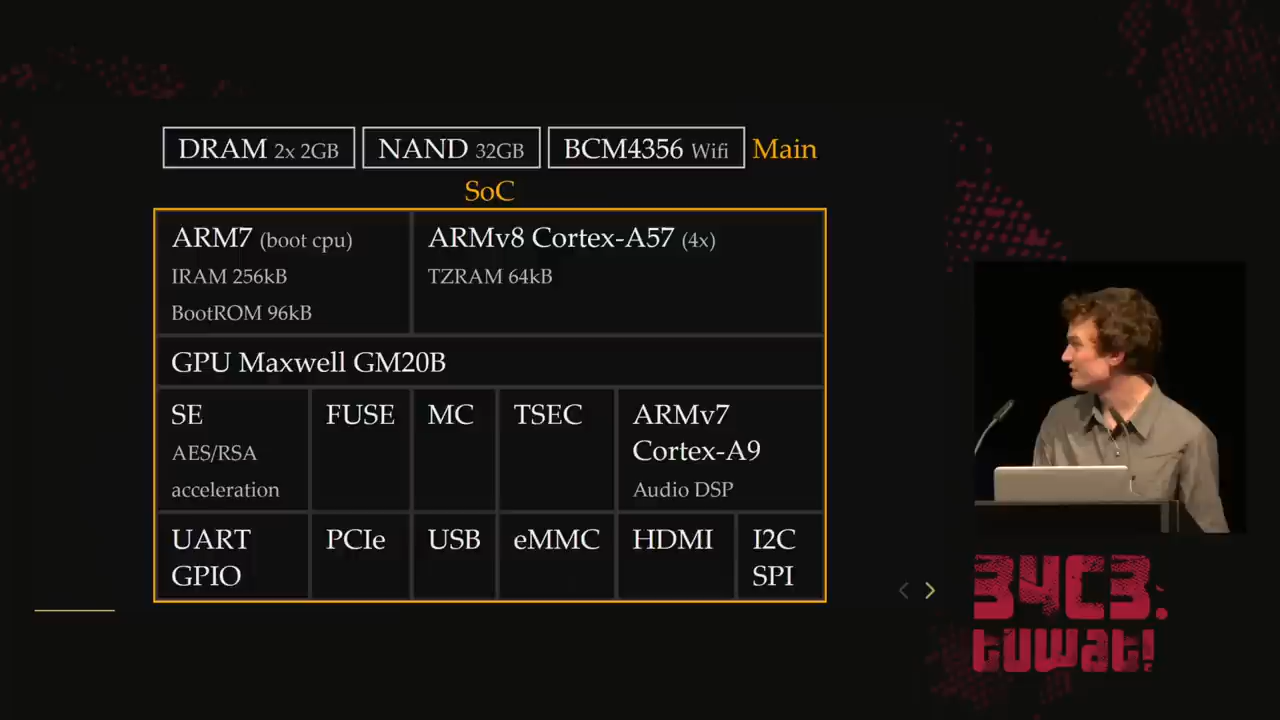 DRAM 2x 2GB NAND 32GB BCM4356 Wifi Main
SoC
ARM7 (boot cpu)
IRAM 256kB
BootROM 96kB
ARMv8 Cortex-A57 (4x)
TZRAM 64kB
GPU Maxwell GM20B
SE
AES/RSA
acceleration
FUSE
MC
TSEC
ARMv7
Cortex-A9
Audio DSP
UART
GPIO
PCIe
USB
eMMC
HDMI
I2C
SPI
34C3:
tuwat!